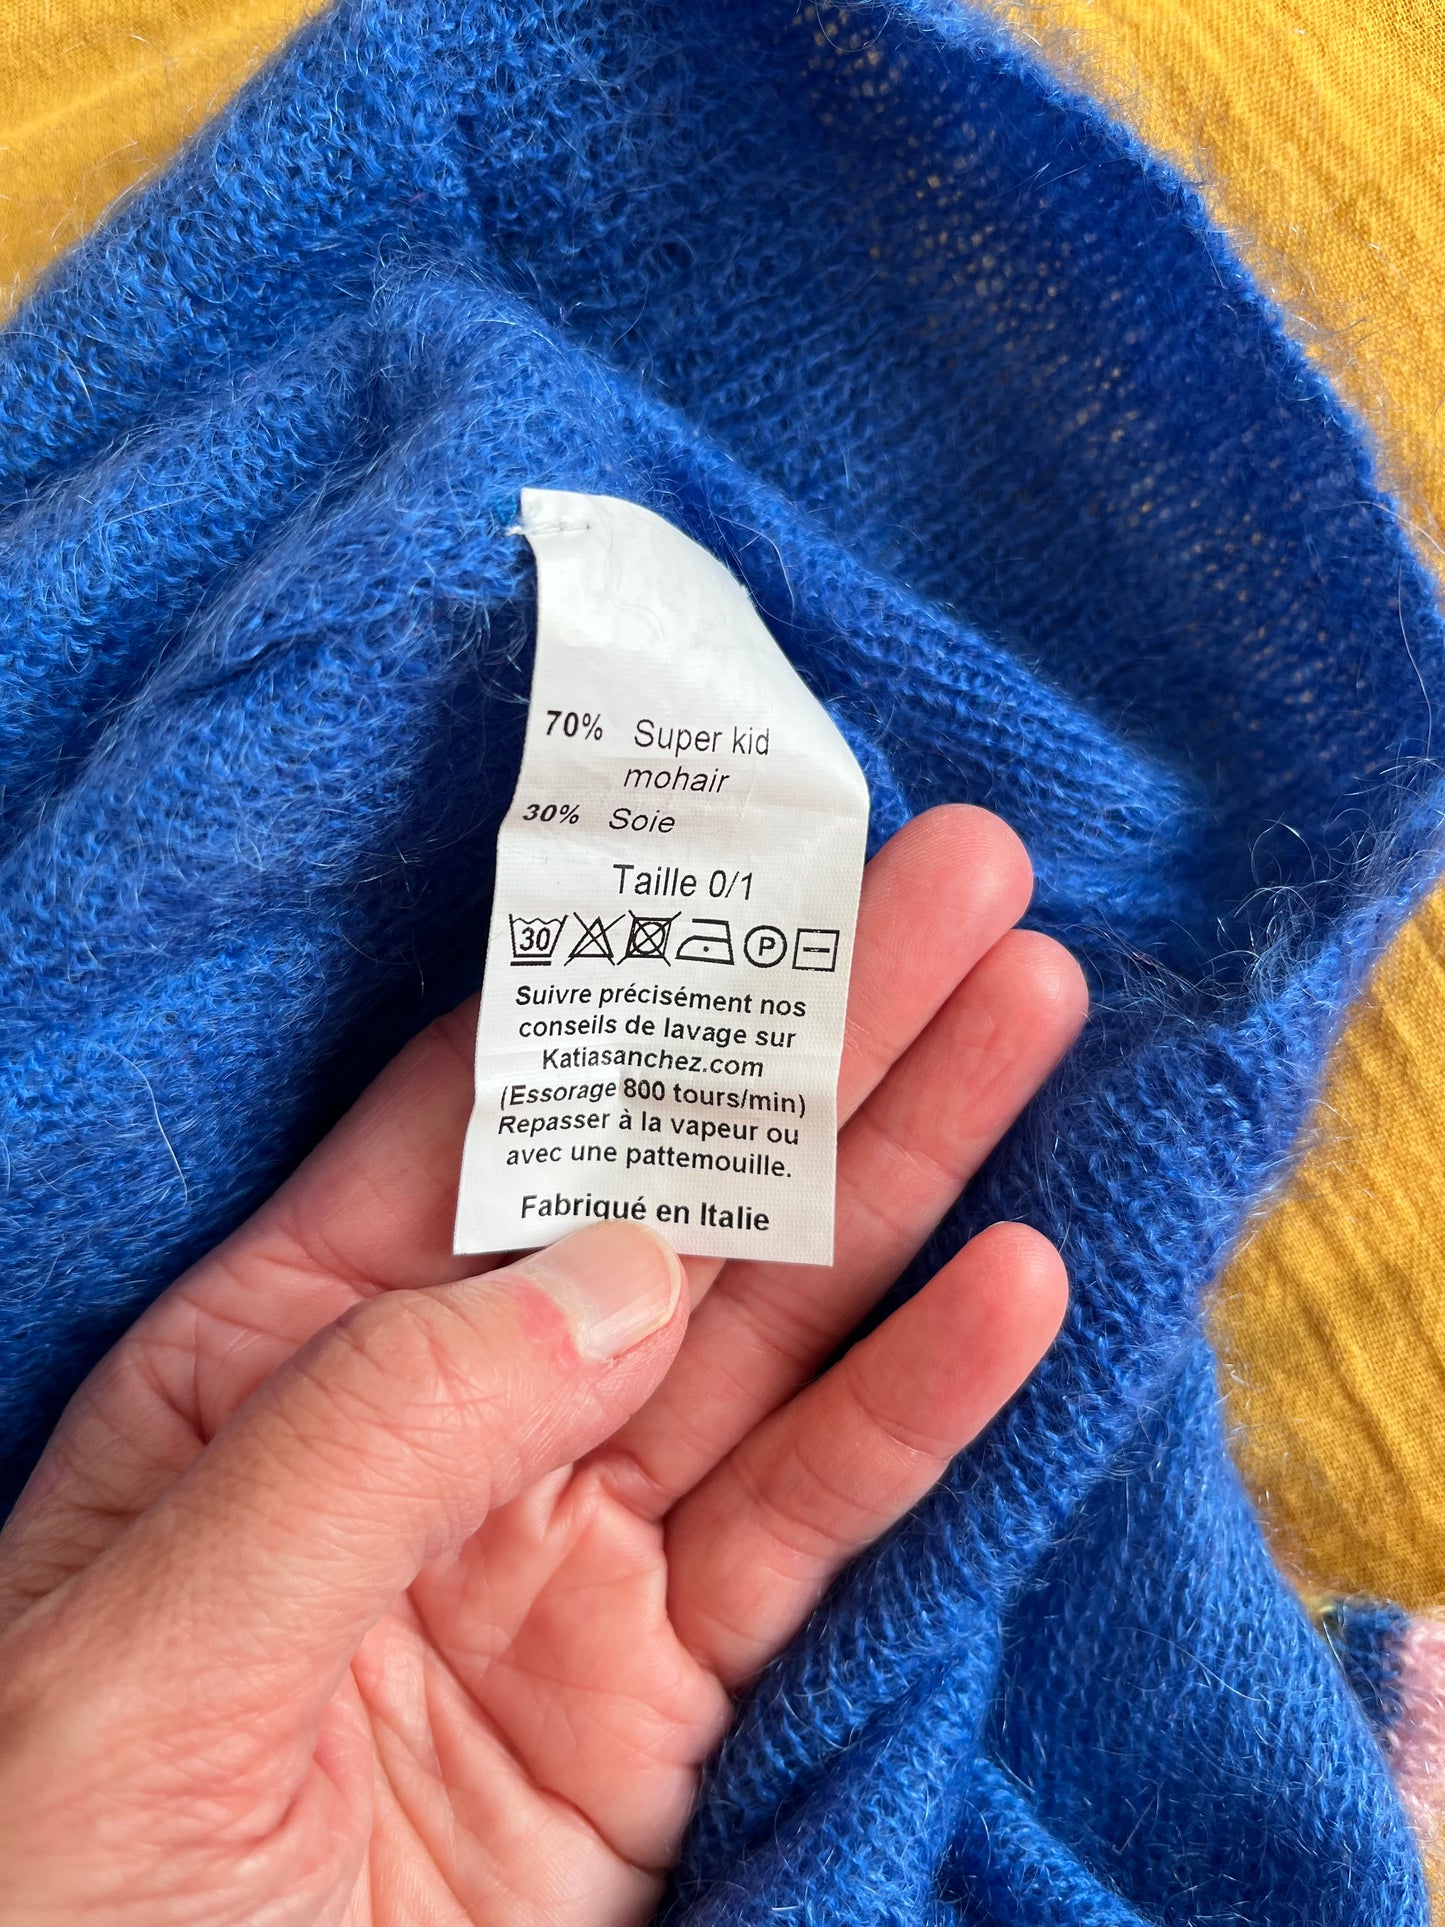 70% Super kid
mohair
30% Soie
Taille 0/1
30 P
Suivre précisément nos
conseils de lavage sur
Katiasanchez.com
(Essorage 800 tours/min)
Repasser à la vapeur ou
avec une pattemouille.
Fabriqué en Italie